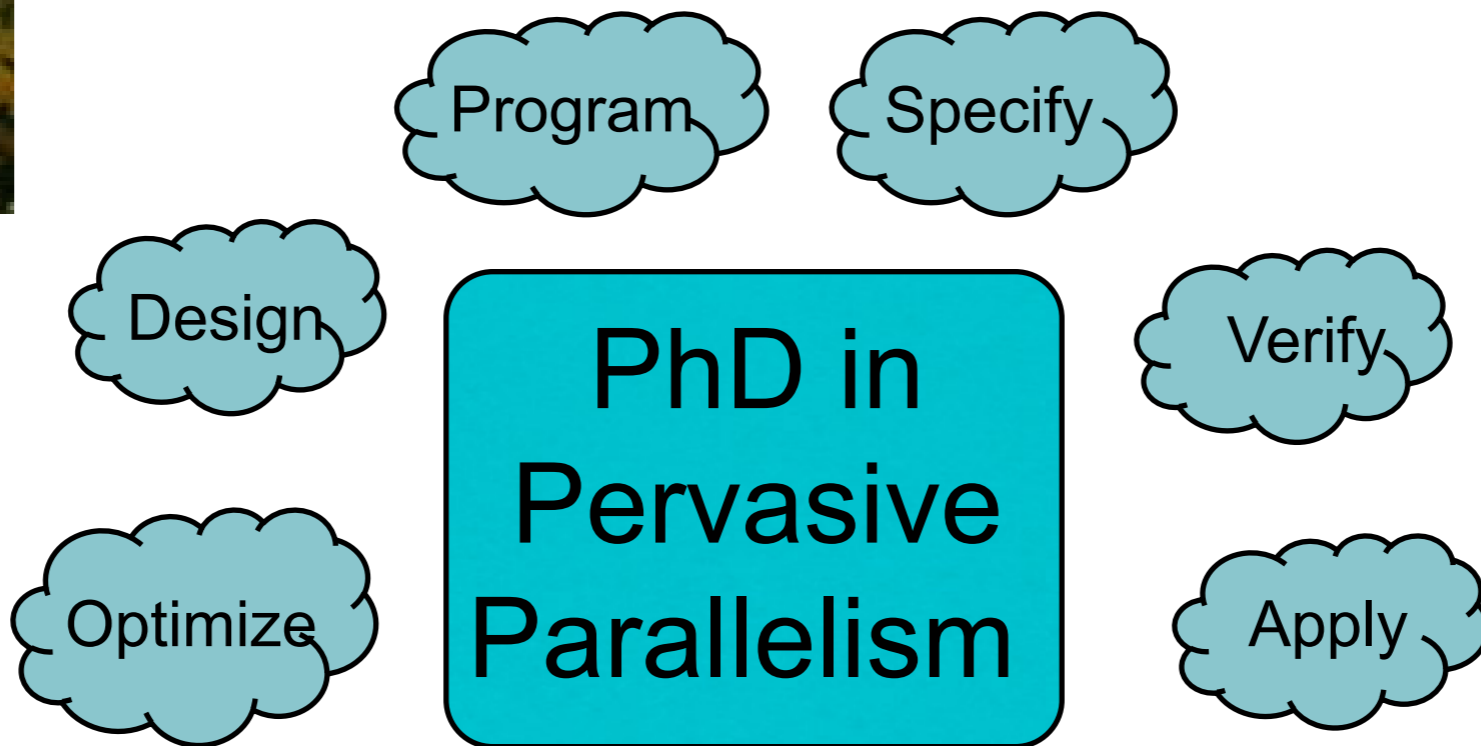 Program
Specify
Design
Verify
PhD in
Pervasive
Parallelism
Optimize
Apply